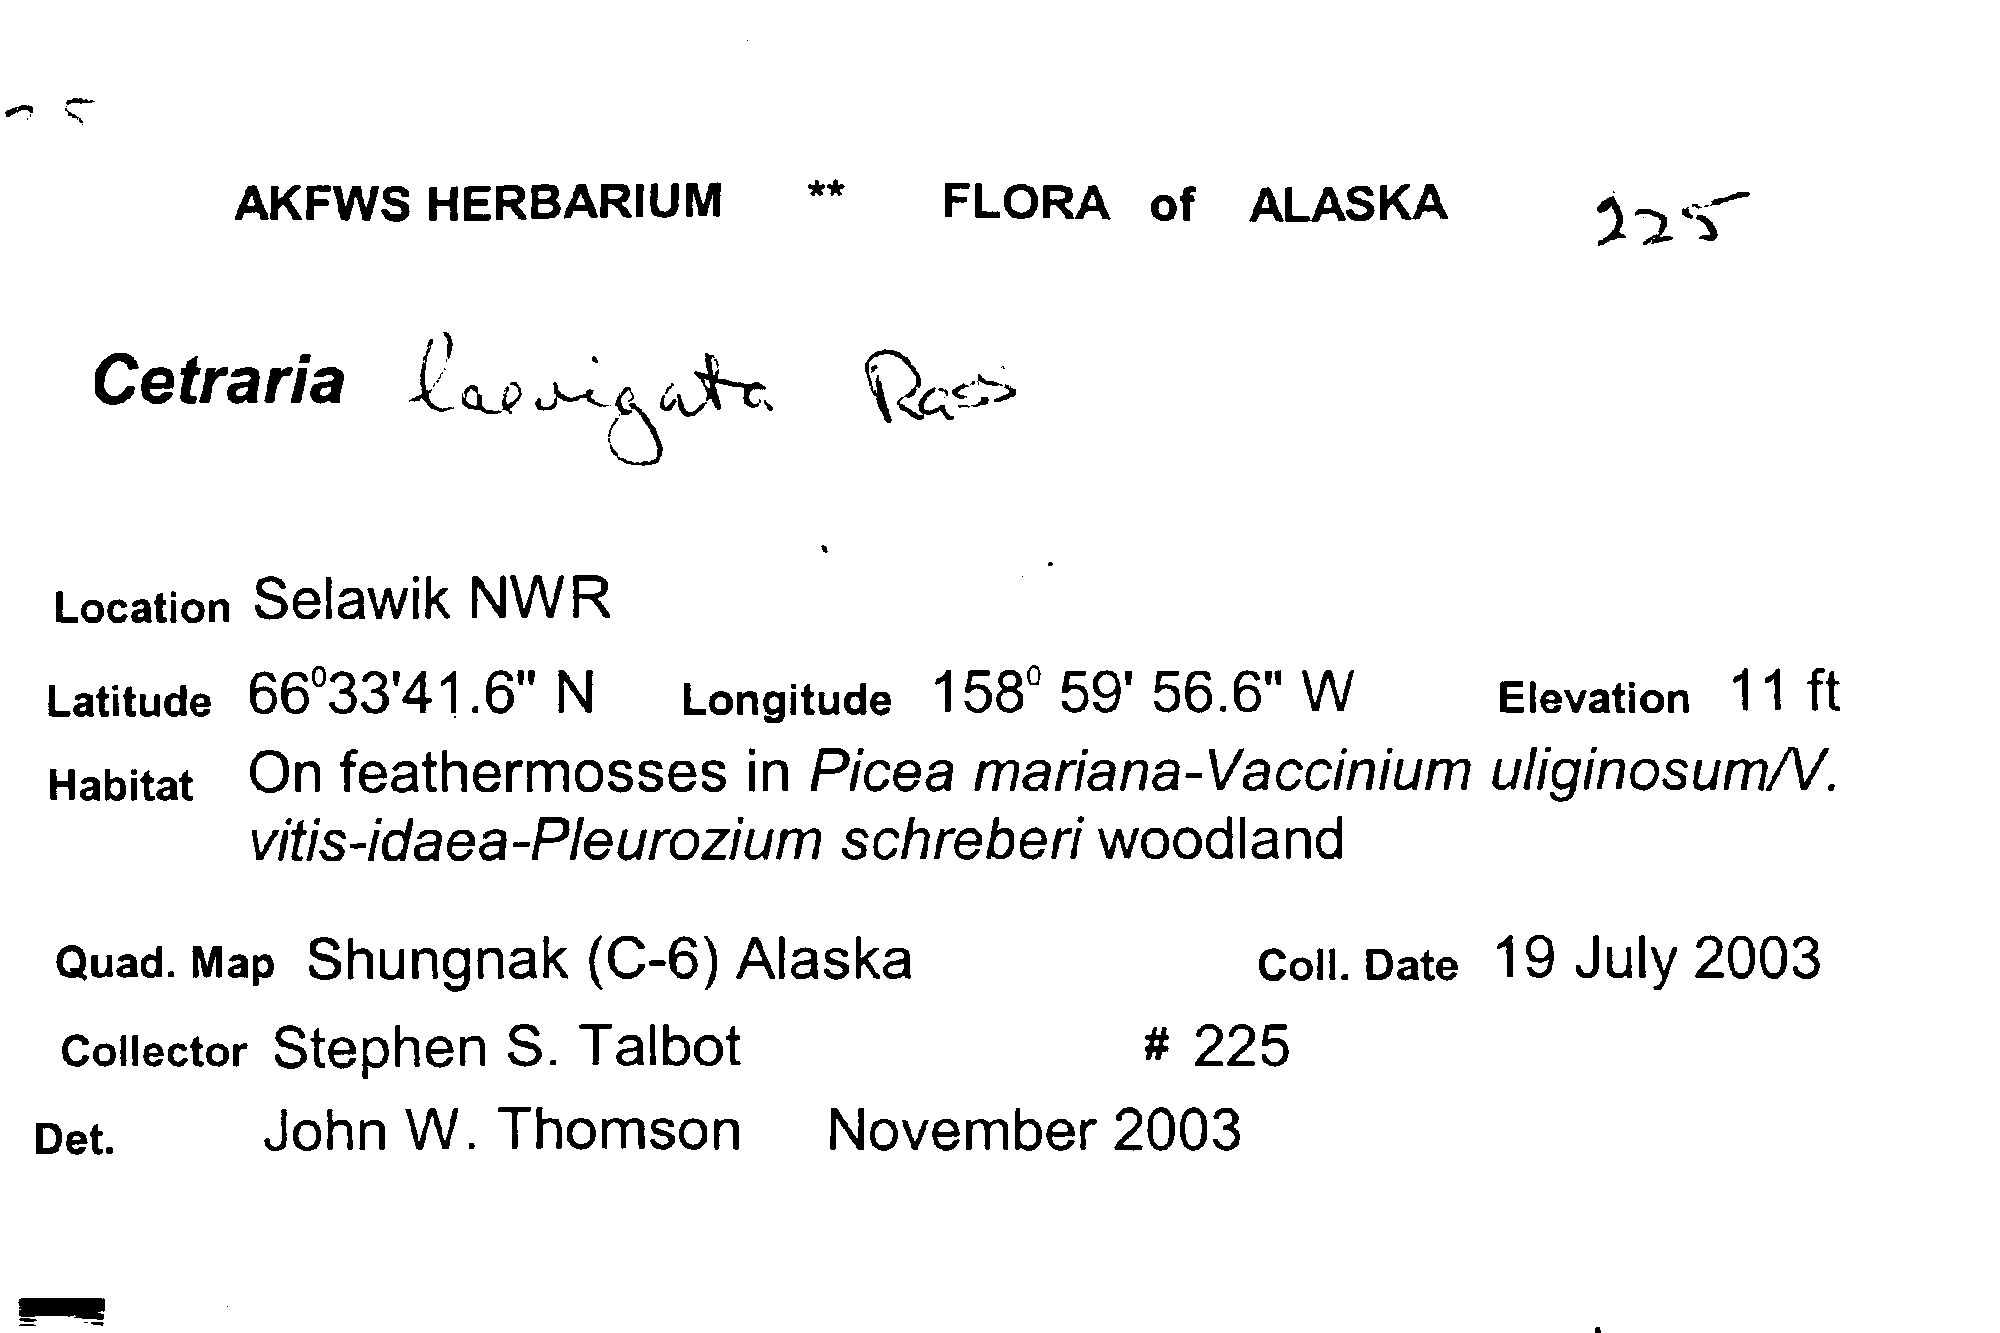 AKFWS HERBARIUM ** FLORA of ALASKA 225
Cetraria laevigata Rass
Location Selawik NWR
Latitude 66°33'41.6" N Longitude 158° 59' 56.6" W Elevation 11 ft
Habitat On feathermosses in Picea mariana-Vaccinium uliginosum/V.
vitis-idaea-Pleurozium schreberi woodland
Quad. Map Shungnak (C-6) Alaska Coll. Date 19 July 2003
Collector Stephen S. Talbot # 225
Det. John W. Thomson November 2003